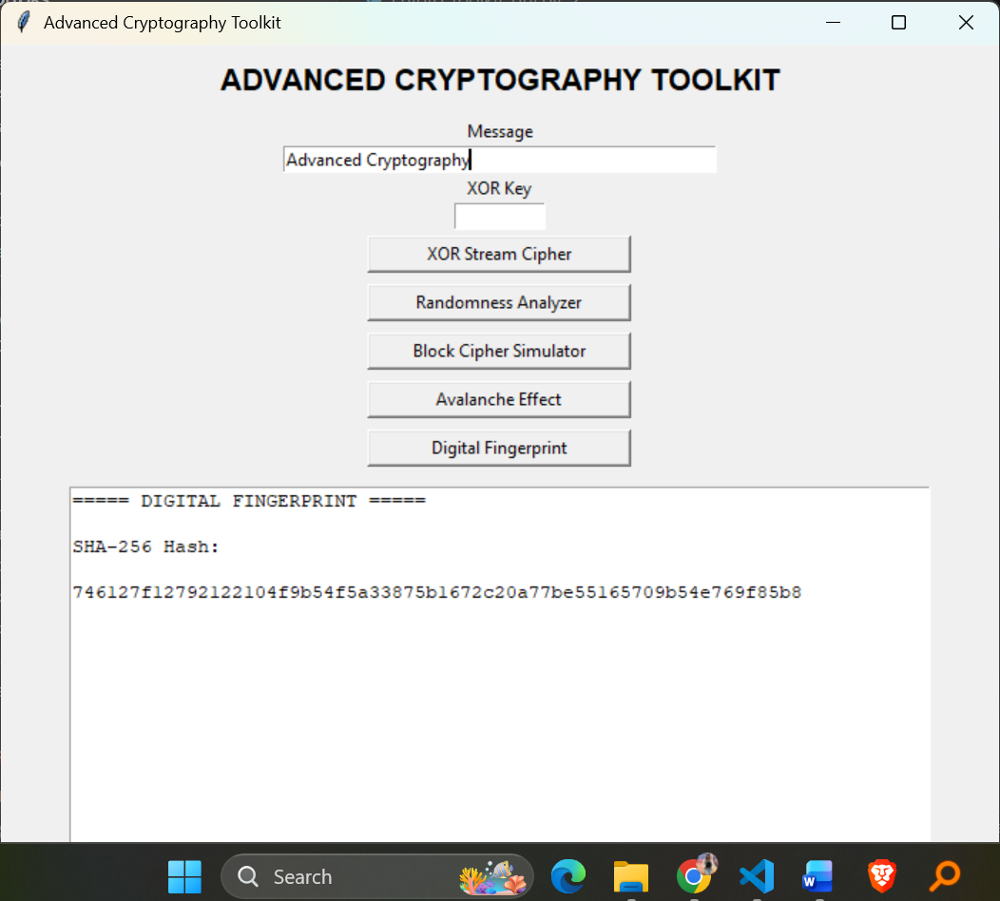 Advanced Cryptography Toolkit
ADVANCED CRYPTOGRAPHY TOOLKIT
Message
Advanced Cryptography
XOR Key
XOR Stream Cipher
Randomness Analyzer
Block Cipher Simulator
Avalanche Effect
Digital Fingerprint
===== DIGITAL FINGERPRINT =====
SHA-256 Hash:
746127f12792122104f9b54f5a33875b1672c20a77be55165709b54e769f85b8
Search